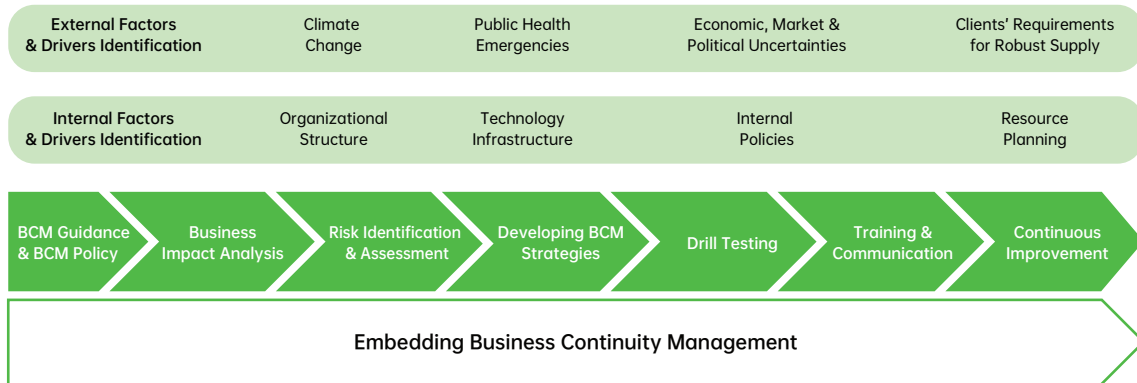 External Factors
& Drivers Identification
Climate
Change
Public Health
Emergencies
Economic, Market &
Political Uncertainties
Clients' Requirements
for Robust Supply
Internal Factors
& Drivers Identification
Organizational
Structure
Technology
Infrastructure
Internal
Policies
Resource
Planning
BCM Guidance
& BCM Policy
Business
Impact Analysis
Risk Identification
& Assessment
Developing BCM
Strategies
Drill Testing
Training &
Communication
Continuous
Improvement
Embedding Business Continuity Management